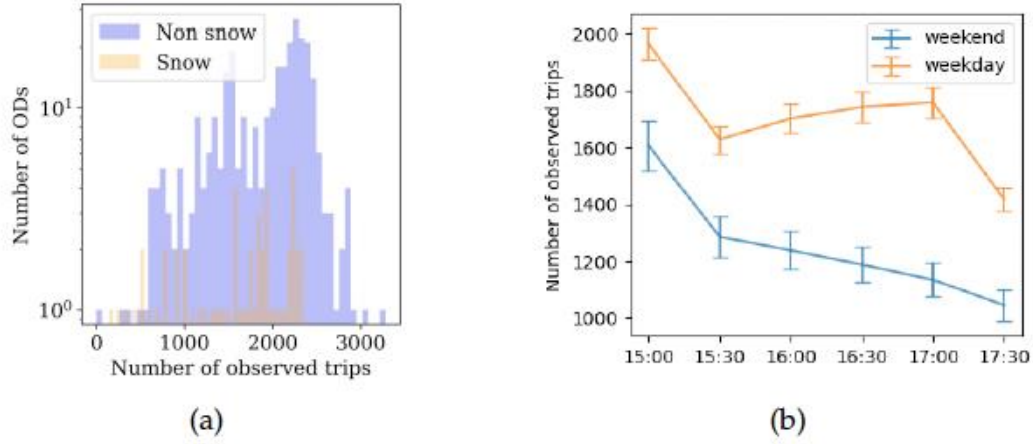 Non snow
Snow
10¹
10⁰
Number of ODs
0 1000 2000 3000
Number of observed trips
(a)
weekend
weekday
2000
1800
1600
1400
1200
1000
Number of observed trips
15:00 15:30 16:00 16:30 17:00 17:30
(b)